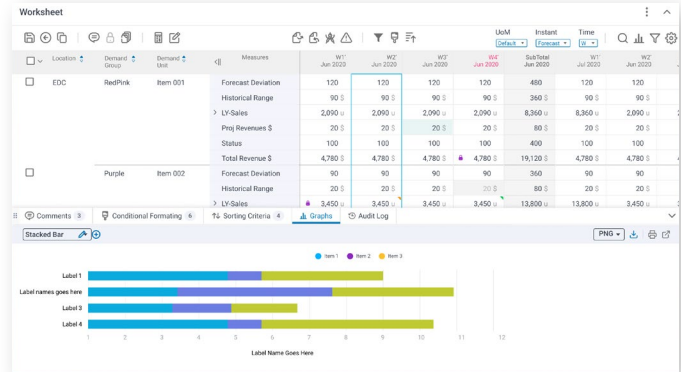 Worksheet
UoM Instant Time
Default Forecast W
Location Demand Group Demand Unit Measures W1' Jun 2020 W2' Jun 2020 W3' Jun 2020 W4' Jun 2020 SubTotal Jun 2020 W1' Jul 2020 W2' Jun 2020
EDC RedPink Item 001 Forecast Deviation 120 120 120 120 480 120 120
Historical Range 90 $ 90 $ 90 $ 90 $ 360 $ 90 $ 90 $
> LY-Sales 2,090 u 2,090 u 2,090 u 2,090 u 8,360 u 8,360 u 2,090 u
Proj Revenues $ 20 $ 20 $ 20 $ 20 $ 80 $ 20 $ 20 $
Status 100 100 100 100 400 100 100
Total Revenue $ 4,780 $ 4,780 $ 4,780 $ 4,780 $ 19,120 $ 4,780 $ 4,780 $
Purple Item 002 Forecast Deviation 90 90 90 90 360 90 90
Historical Range 20 $ 20 $ 20 $ 20 $ 80 $ 20 $ 20 $
> LY-Sales 3,450 u 3,450 u 3,450 u 3,450 u 13,800 u 13,800 u 3,450 u
Comments 3 Conditional Formating 6 Sorting Criteria 4 Graphs Audit Log
Stacked Bar PNG
Item 1 Item 2 Item 3
Label 1
Label names goes here
Label 3
Label 4
1 2 3 4 5 6 7 8 9 10 11 12
Label Name Goes Here